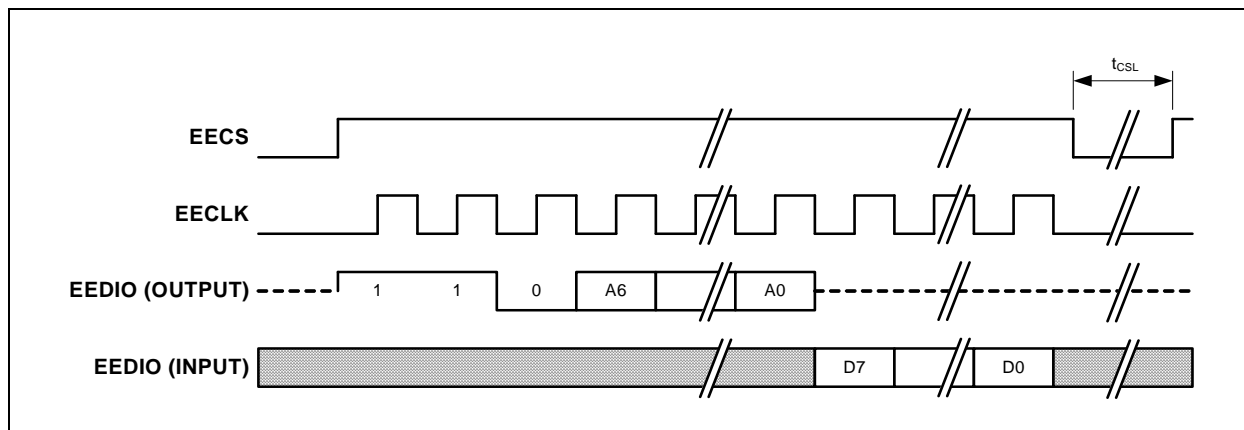 tCSL
EECS
EECLK
EEDIO (OUTPUT)
1 1 0 A6 A0
EEDIO (INPUT)
D7 D0